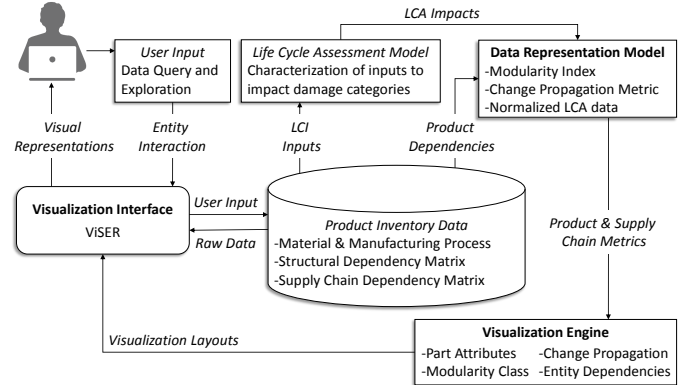 LCA Impacts
User Input
Data Query and
Exploration
Life Cycle Assessment Model
Characterization of inputs to
impact damage categories
Data Representation Model
-Modularity Index
-Change Propagation Metric
-Normalized LCA data
Visual
Representations
Entity
Interaction
LCI
Inputs
Product
Dependencies
Visualization Interface
ViSER
User Input
Raw Data
Product Inventory Data
-Material & Manufacturing Process
-Structural Dependency Matrix
-Supply Chain Dependency Matrix
Product & Supply
Chain Metrics
Visualization Layouts
Visualization Engine
-Part Attributes -Change Propagation
-Modularity Class -Entity Dependencies